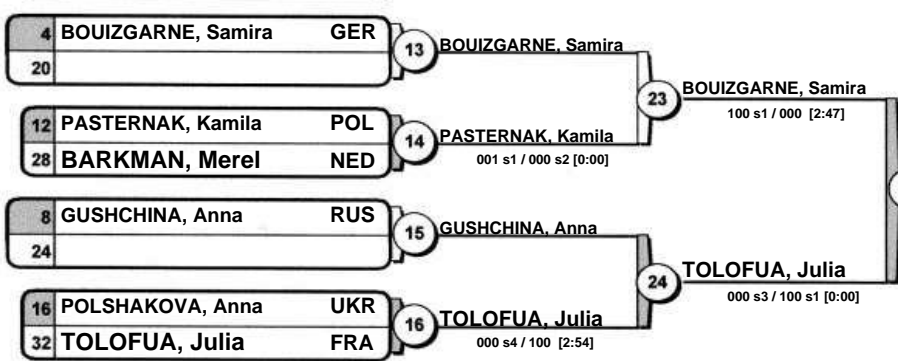 4 BOUIZGARNE, Samira GER
20
13 BOUIZGARNE, Samira
12 PASTERNAK, Kamila POL
28 BARKMAN, Merel NED
14 PASTERNAK, Kamila
001 s1 / 000 s2 [0:00]
23 BOUIZGARNE, Samira
100 s1 / 000 [2:47]
8 GUSHCHINA, Anna RUS
24
15 GUSHCHINA, Anna
16 POLSHAKOVA, Anna UKR
32 TOLOFUA, Julia FRA
16 TOLOFUA, Julia
000 s4 / 100 [2:54]
24 TOLOFUA, Julia
000 s3 / 100 s1 [0:00]